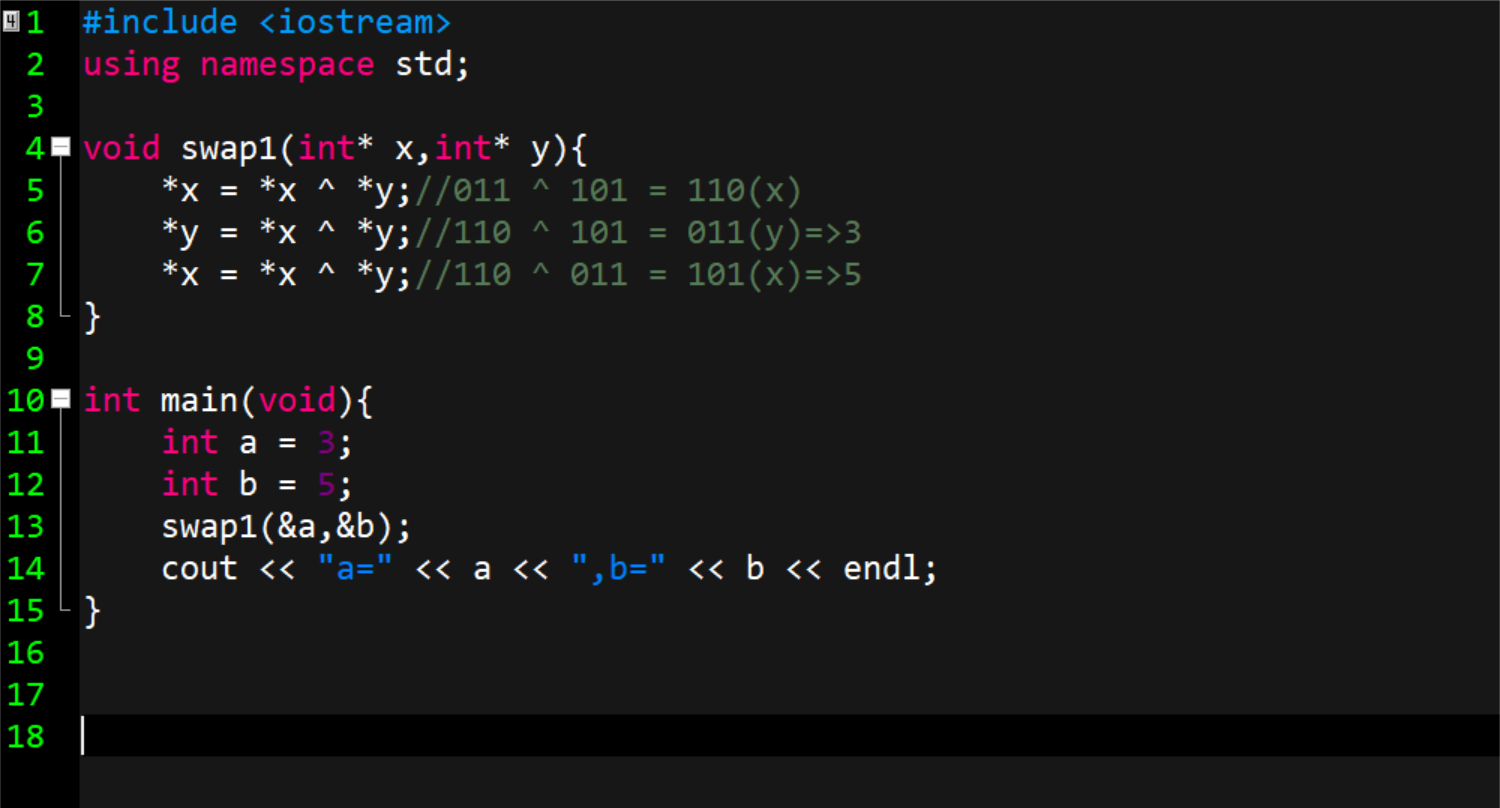 1 #include <iostream>
2 using namespace std;
3
4 void swap1(int* x,int* y){
5     *x = *x ^ *y;//011 ^ 101 = 110(x)
6     *y = *x ^ *y;//110 ^ 101 = 011(y)=>3
7     *x = *x ^ *y;//110 ^ 011 = 101(x)=>5
8 }
9
10 int main(void){
11     int a = 3;
12     int b = 5;
13     swap1(&a,&b);
14     cout << "a=" << a << ",b=" << b << endl;
15 }
16
17
18